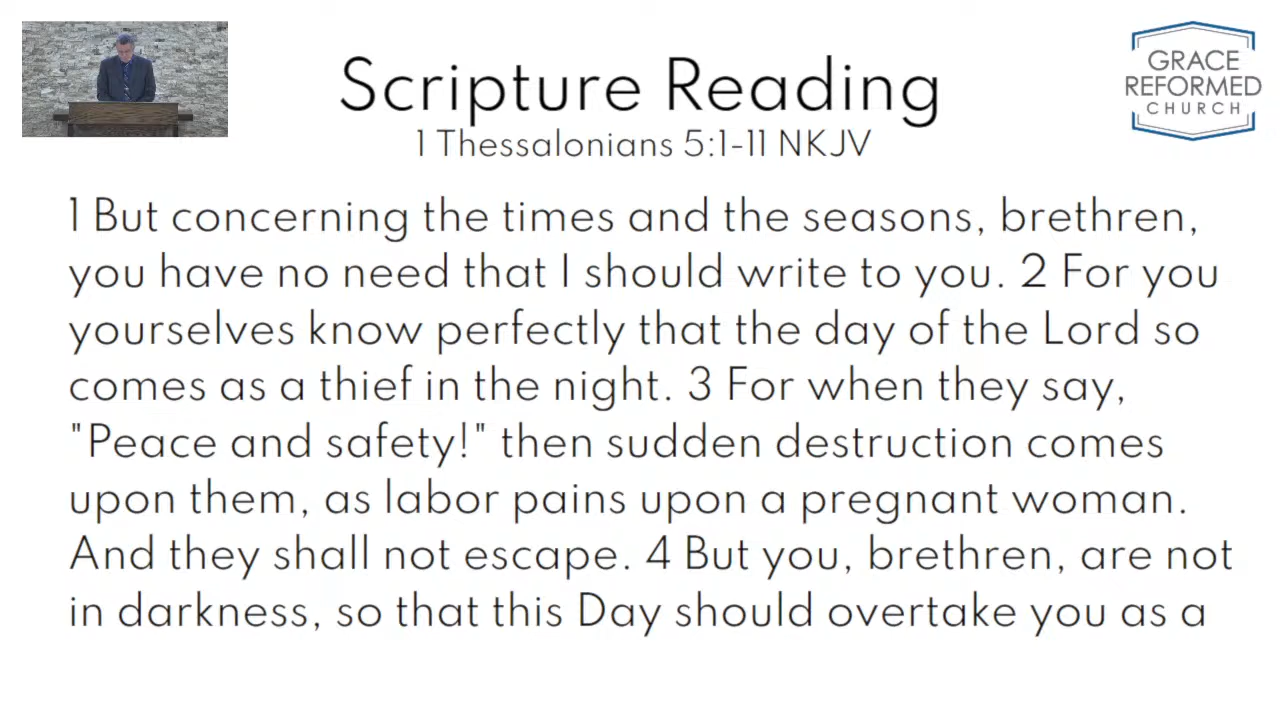 Scripture Reading
1 Thessalonians 5:1-11 NKJV
GRACE
REFORMED
CHURCH
1 But concerning the times and the seasons, brethren,
you have no need that I should write to you. 2 For you
yourselves know perfectly that the day of the Lord so
comes as a thief in the night. 3 For when they say,
"Peace and safety!" then sudden destruction comes
upon them, as labor pains upon a pregnant woman.
And they shall not escape. 4 But you, brethren, are not
in darkness, so that this Day should overtake you as a